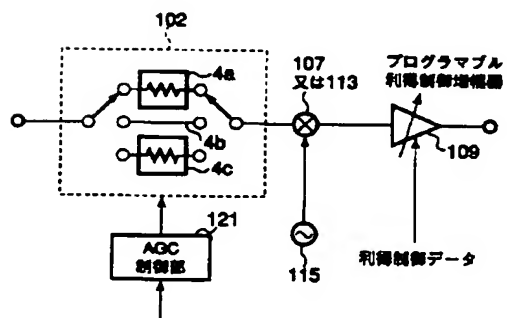 102
4a
4b
4c
107
又は113
プログラマブル
利得制御増幅器
109
121
AGC
制御部
115
利得制御データ